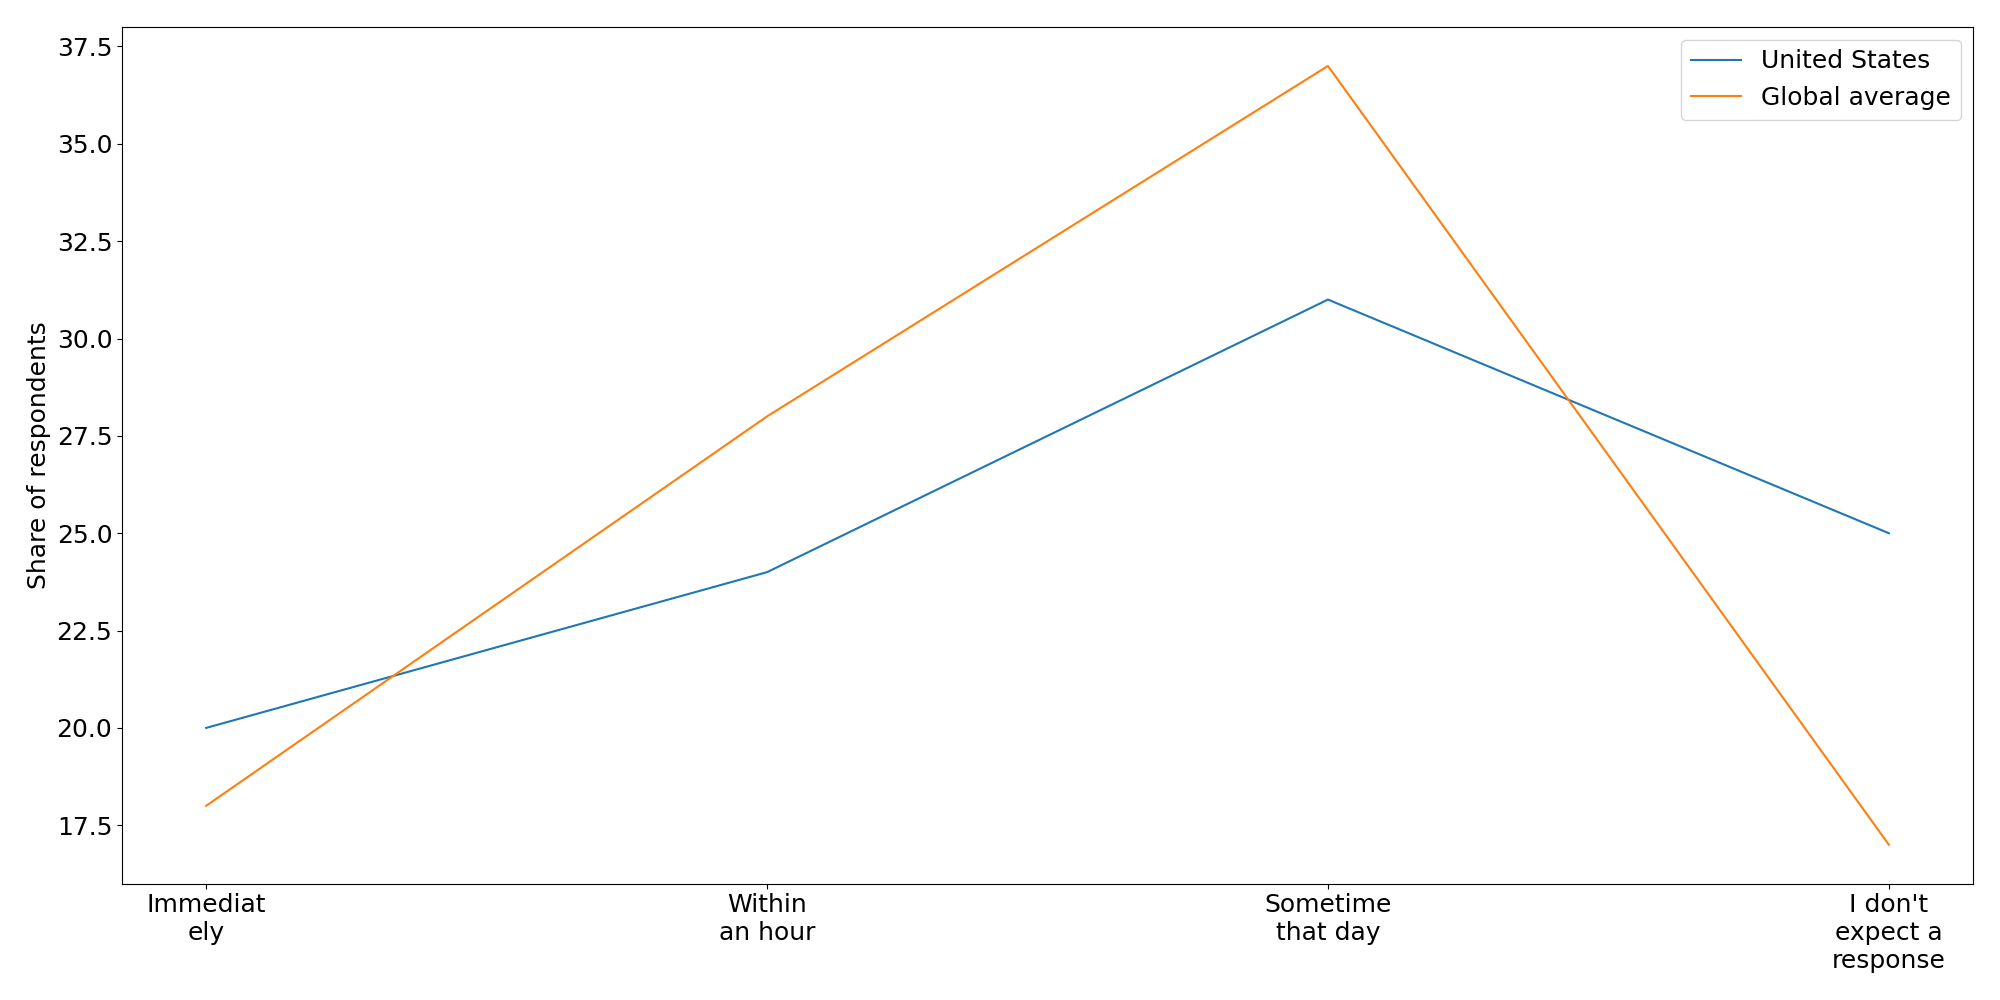 37.5
35.0
32.5
30.0
27.5
25.0
22.5
20.0
17.5
Share of respondents
United States
Global average
Immediat
ely
Within
an hour
Sometime
that day
I don't
expect a
response